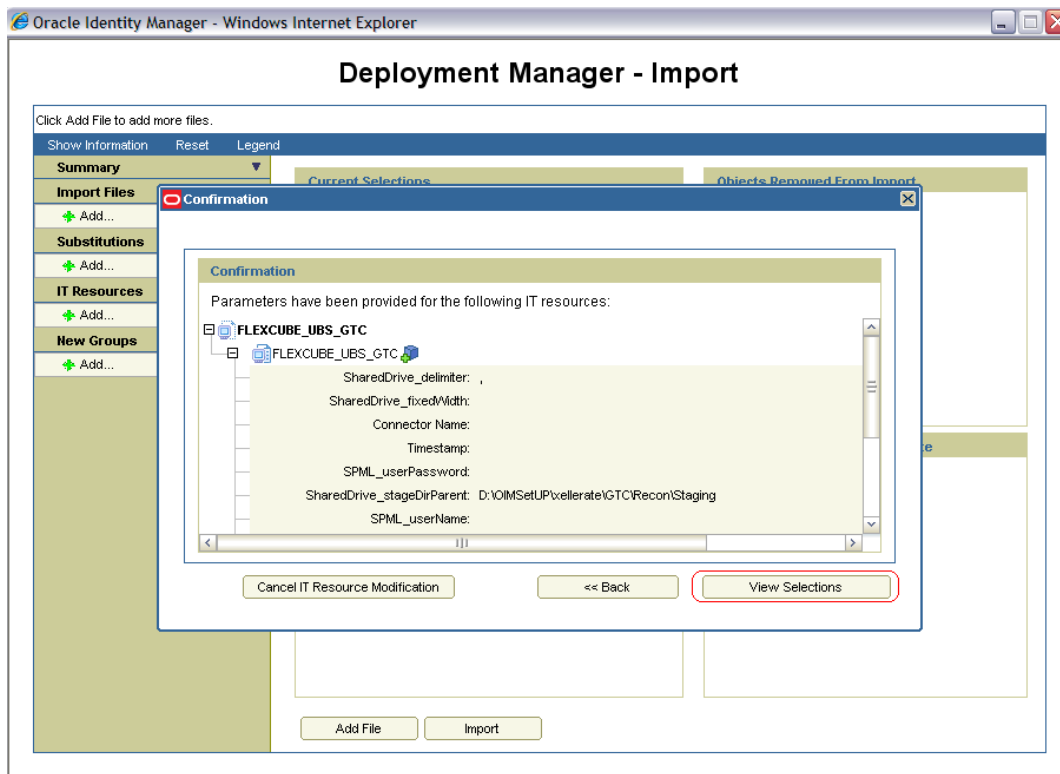 Oracle Identity Manager - Windows Internet Explorer
Deployment Manager - Import
Click Add File to add more files.
Show Information Reset Legend
Summary
Import Files
Add...
Substitutions
Add...
IT Resources
Add...
New Groups
Add...
Current Selections
Objects Removed From Import
Confirmation
Confirmation
Parameters have been provided for the following IT resources:
FLEXCUBE_UBS_GTC
FLEXCUBE_UBS_GTC
SharedDrive_delimiter: ,
SharedDrive_fixedWidth:
Connector Name:
Timestamp:
SPML_userPassword:
SharedDrive_stageDirParent: D:\OIMSetUP\xellerate\GTC\Recon\Staging
SPML_userName:
Cancel IT Resource Modification << Back View Selections
Add File Import